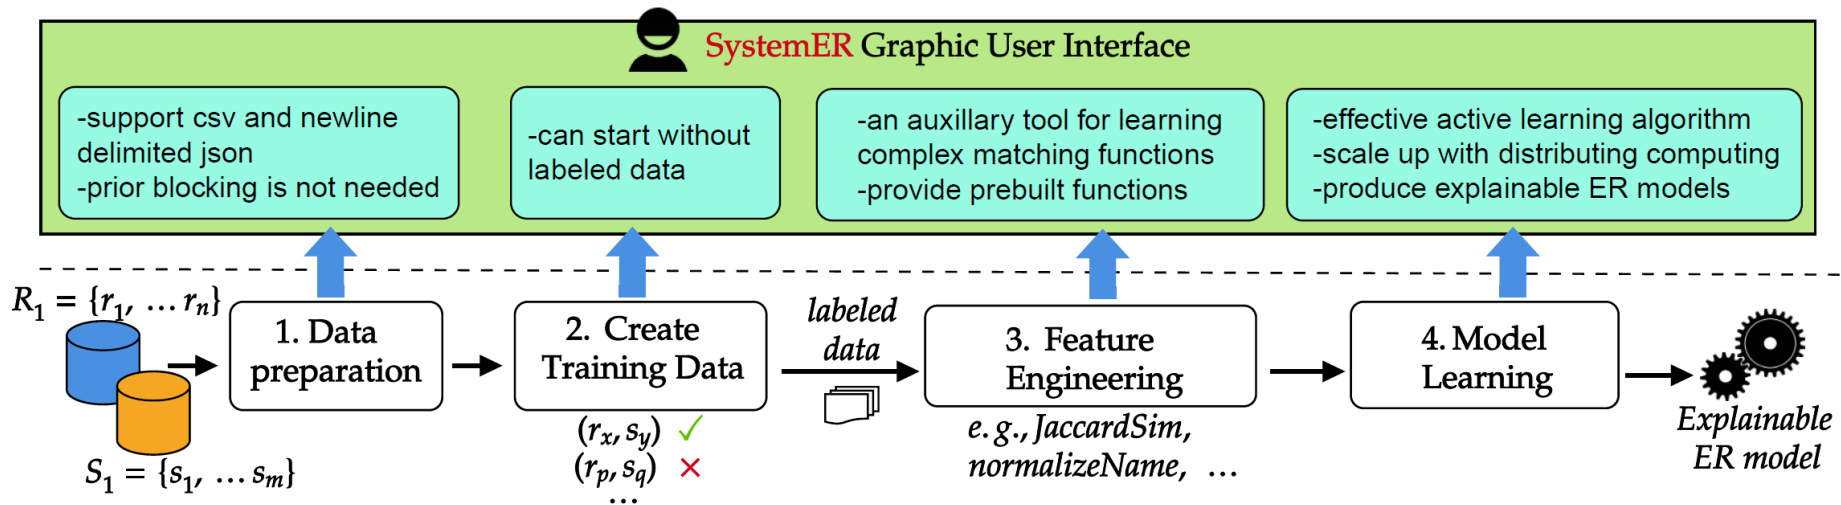 SystemER Graphic User Interface
-support csv and newline
delimited json
-prior blocking is not needed
-can start without
labeled data
-an auxillary tool for learning
complex matching functions
-provide prebuilt functions
-effective active learning algorithm
-scale up with distributing computing
-produce explainable ER models
R₁ = {r₁, … rₙ}
S₁ = {s₁, … sₘ}
1. Data
preparation
2. Create
Training Data
(rₓ, s_y) ✓
(r_p, s_q) ✕
…
labeled
data
3. Feature
Engineering
e.g., JaccardSim,
normalizeName, …
4. Model
Learning
Explainable
ER model